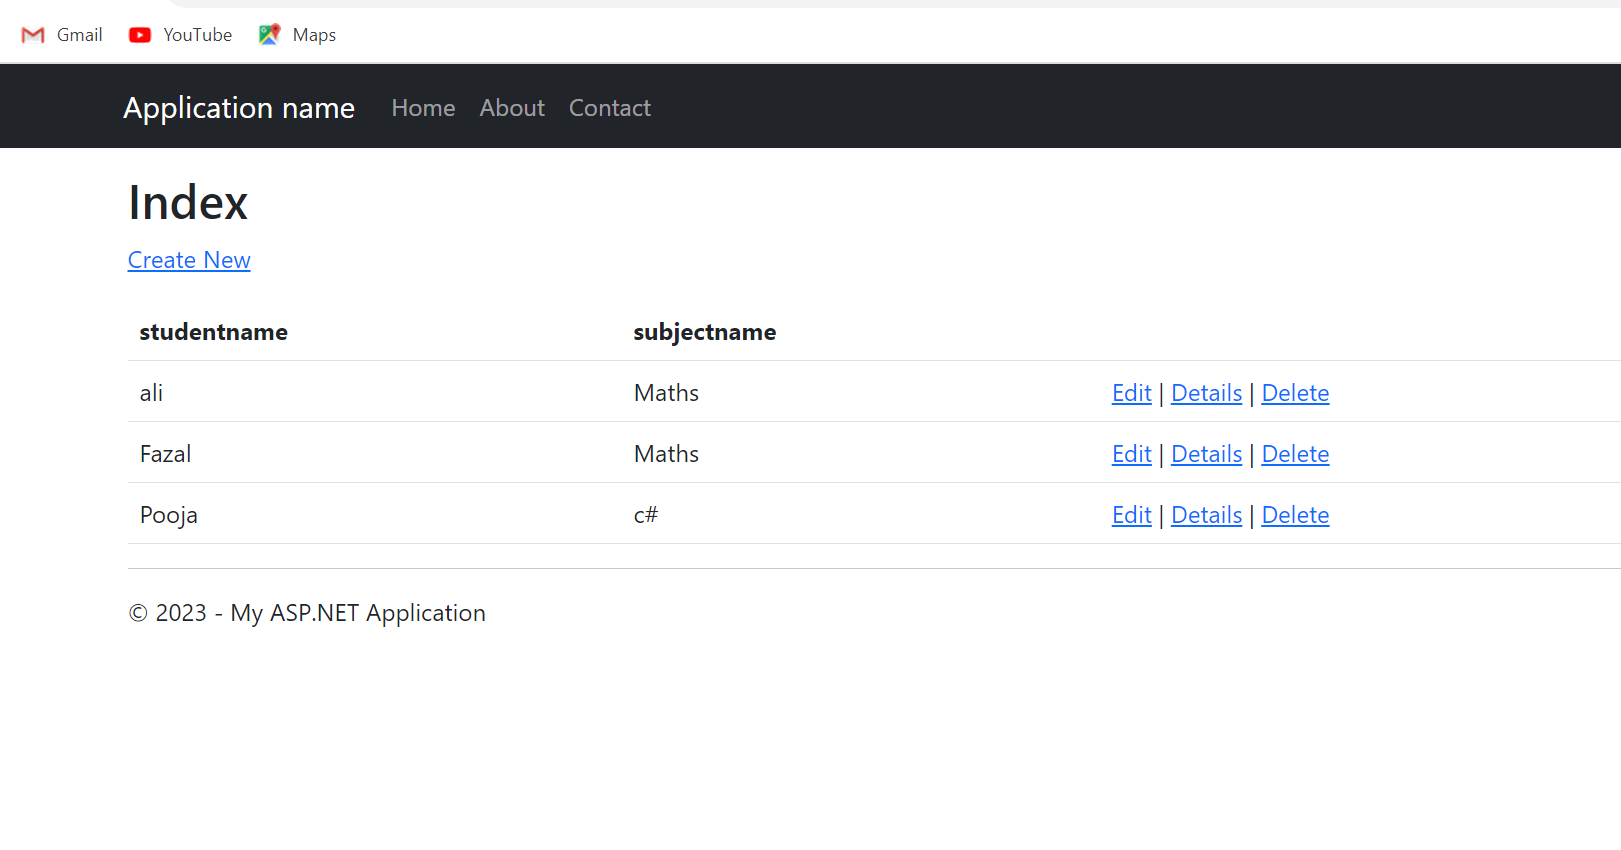 Gmail YouTube Maps
Application name Home About Contact
Index
Create New
studentname subjectname
ali Maths Edit | Details | Delete
Fazal Maths Edit | Details | Delete
Pooja c# Edit | Details | Delete
© 2023 - My ASP.NET Application